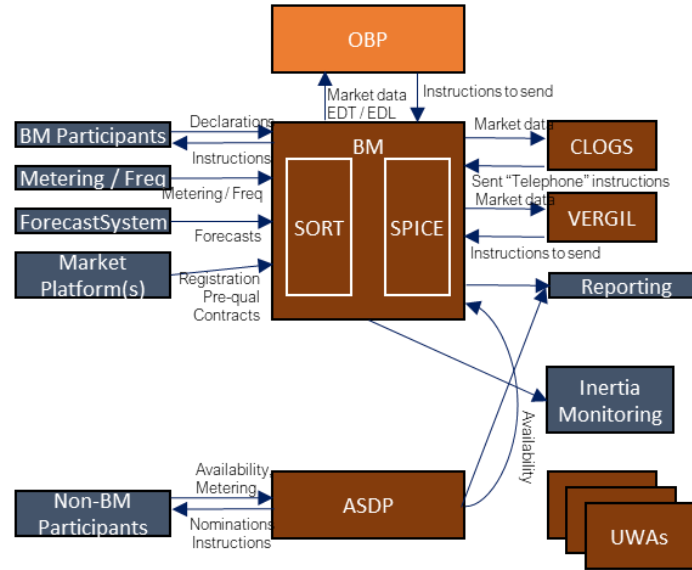 OBP
Market data
EDT / EDL
Instructions to send
BM Participants
Declarations
Instructions
BM
Market data
CLOGS
Sent “Telephone” instructions
Metering / Freq
Metering / Freq
SORT
SPICE
Market data
VERGIL
ForecastSystem
Forecasts
Instructions to send
Market
Platform(s)
Registration
Pre-qual
Contracts
Reporting
Inertia
Monitoring
Availability
Non-BM
Participants
Availability,
Metering
Nominations
Instructions
ASDP
UWAs